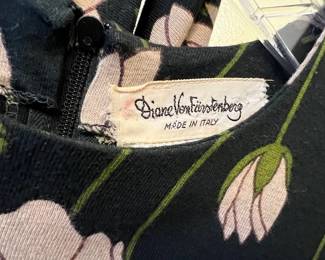 Diane Von Fürstenberg
MADE IN ITALY